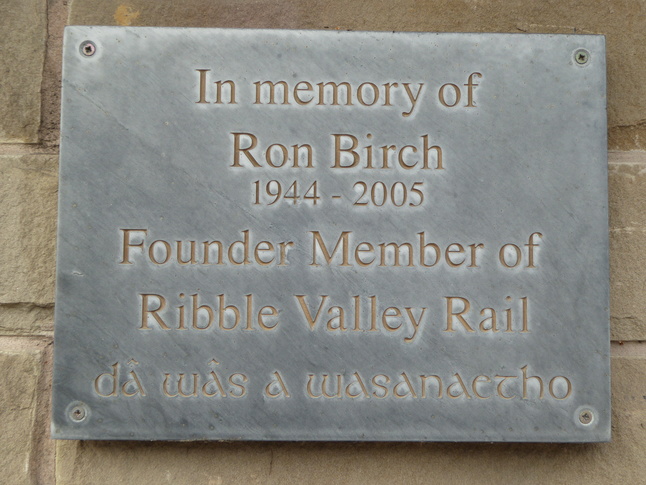 In memory of
Ron Birch
1944 - 2005
Founder Member of
Ribble Valley Rail
dâ wâs a wasanaetho